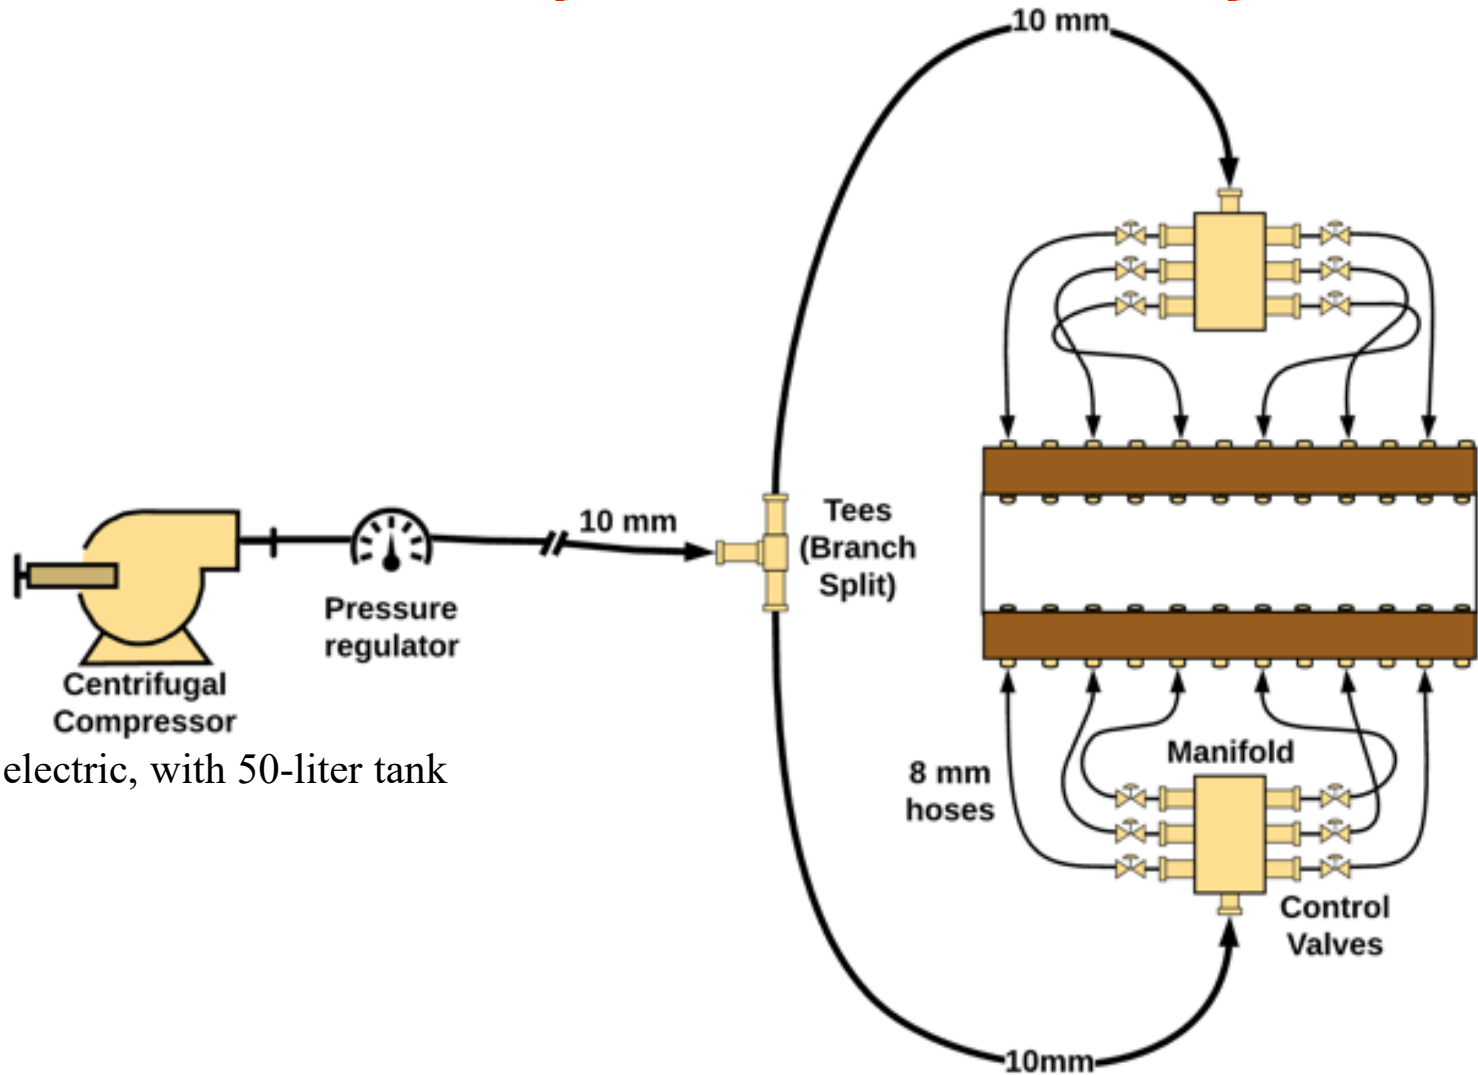 10 mm
10 mm
Tees
(Branch
Split)
Pressure
regulator
Centrifugal
Compressor
electric, with 50-liter tank
Manifold
8 mm
hoses
Control
Valves
10mm